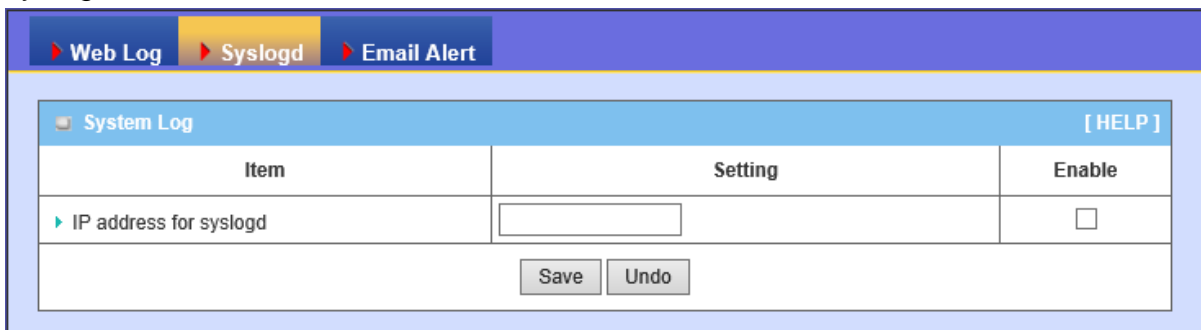 Web Log Syslogd Email Alert
System Log [ HELP ]
Item Setting Enable
IP address for syslogd
Save Undo